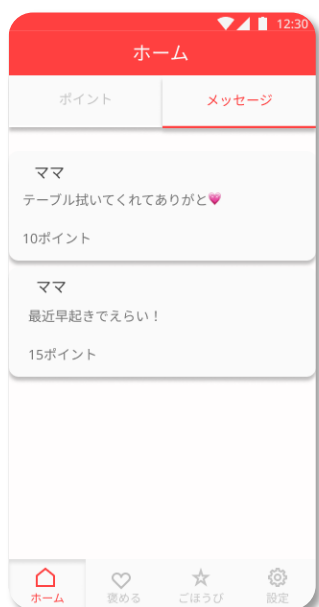 12:30
ホーム
ポイント メッセージ
ママ
テーブル拭いてくれてありがと💗
10ポイント
ママ
最近早起きでえらい！
15ポイント
ホーム 褒める ごほうび 設定